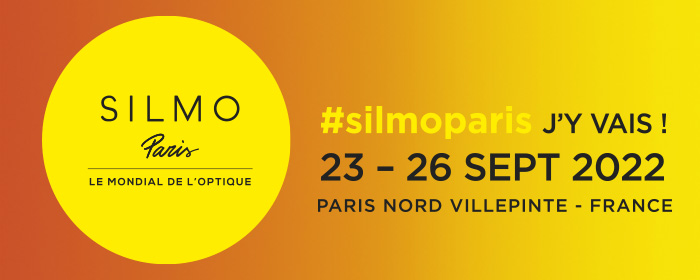 SILMO
Paris
LE MONDIAL DE L'OPTIQUE
#silmoparis J'Y VAIS !
23 – 26 SEPT 2022
PARIS NORD VILLEPINTE - FRANCE